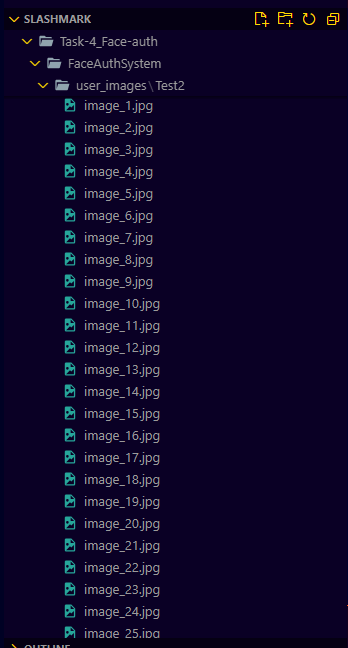 SLASHMARK
Task-4_Face-auth
FaceAuthSystem
user_images\Test2
image_1.jpg
image_2.jpg
image_3.jpg
image_4.jpg
image_5.jpg
image_6.jpg
image_7.jpg
image_8.jpg
image_9.jpg
image_10.jpg
image_11.jpg
image_12.jpg
image_13.jpg
image_14.jpg
image_15.jpg
image_16.jpg
image_17.jpg
image_18.jpg
image_19.jpg
image_20.jpg
image_21.jpg
image_22.jpg
image_23.jpg
image_24.jpg
image_25.jpg
OUTLINE